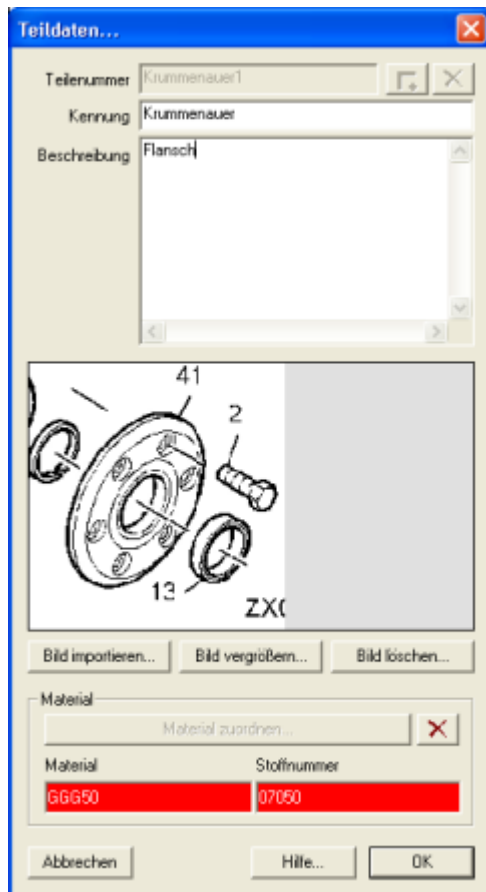 Teildaten...
Teilenummer Krummenauer1
Kennung Krummenauer
Beschreibung Flansch
41
2
13
ZX0
Bild importieren... Bild vergrößern... Bild löschen...
Material
Material zuordnen...
Material Stoffnummer
GGG50 07050
Abbrechen Hilfe... OK